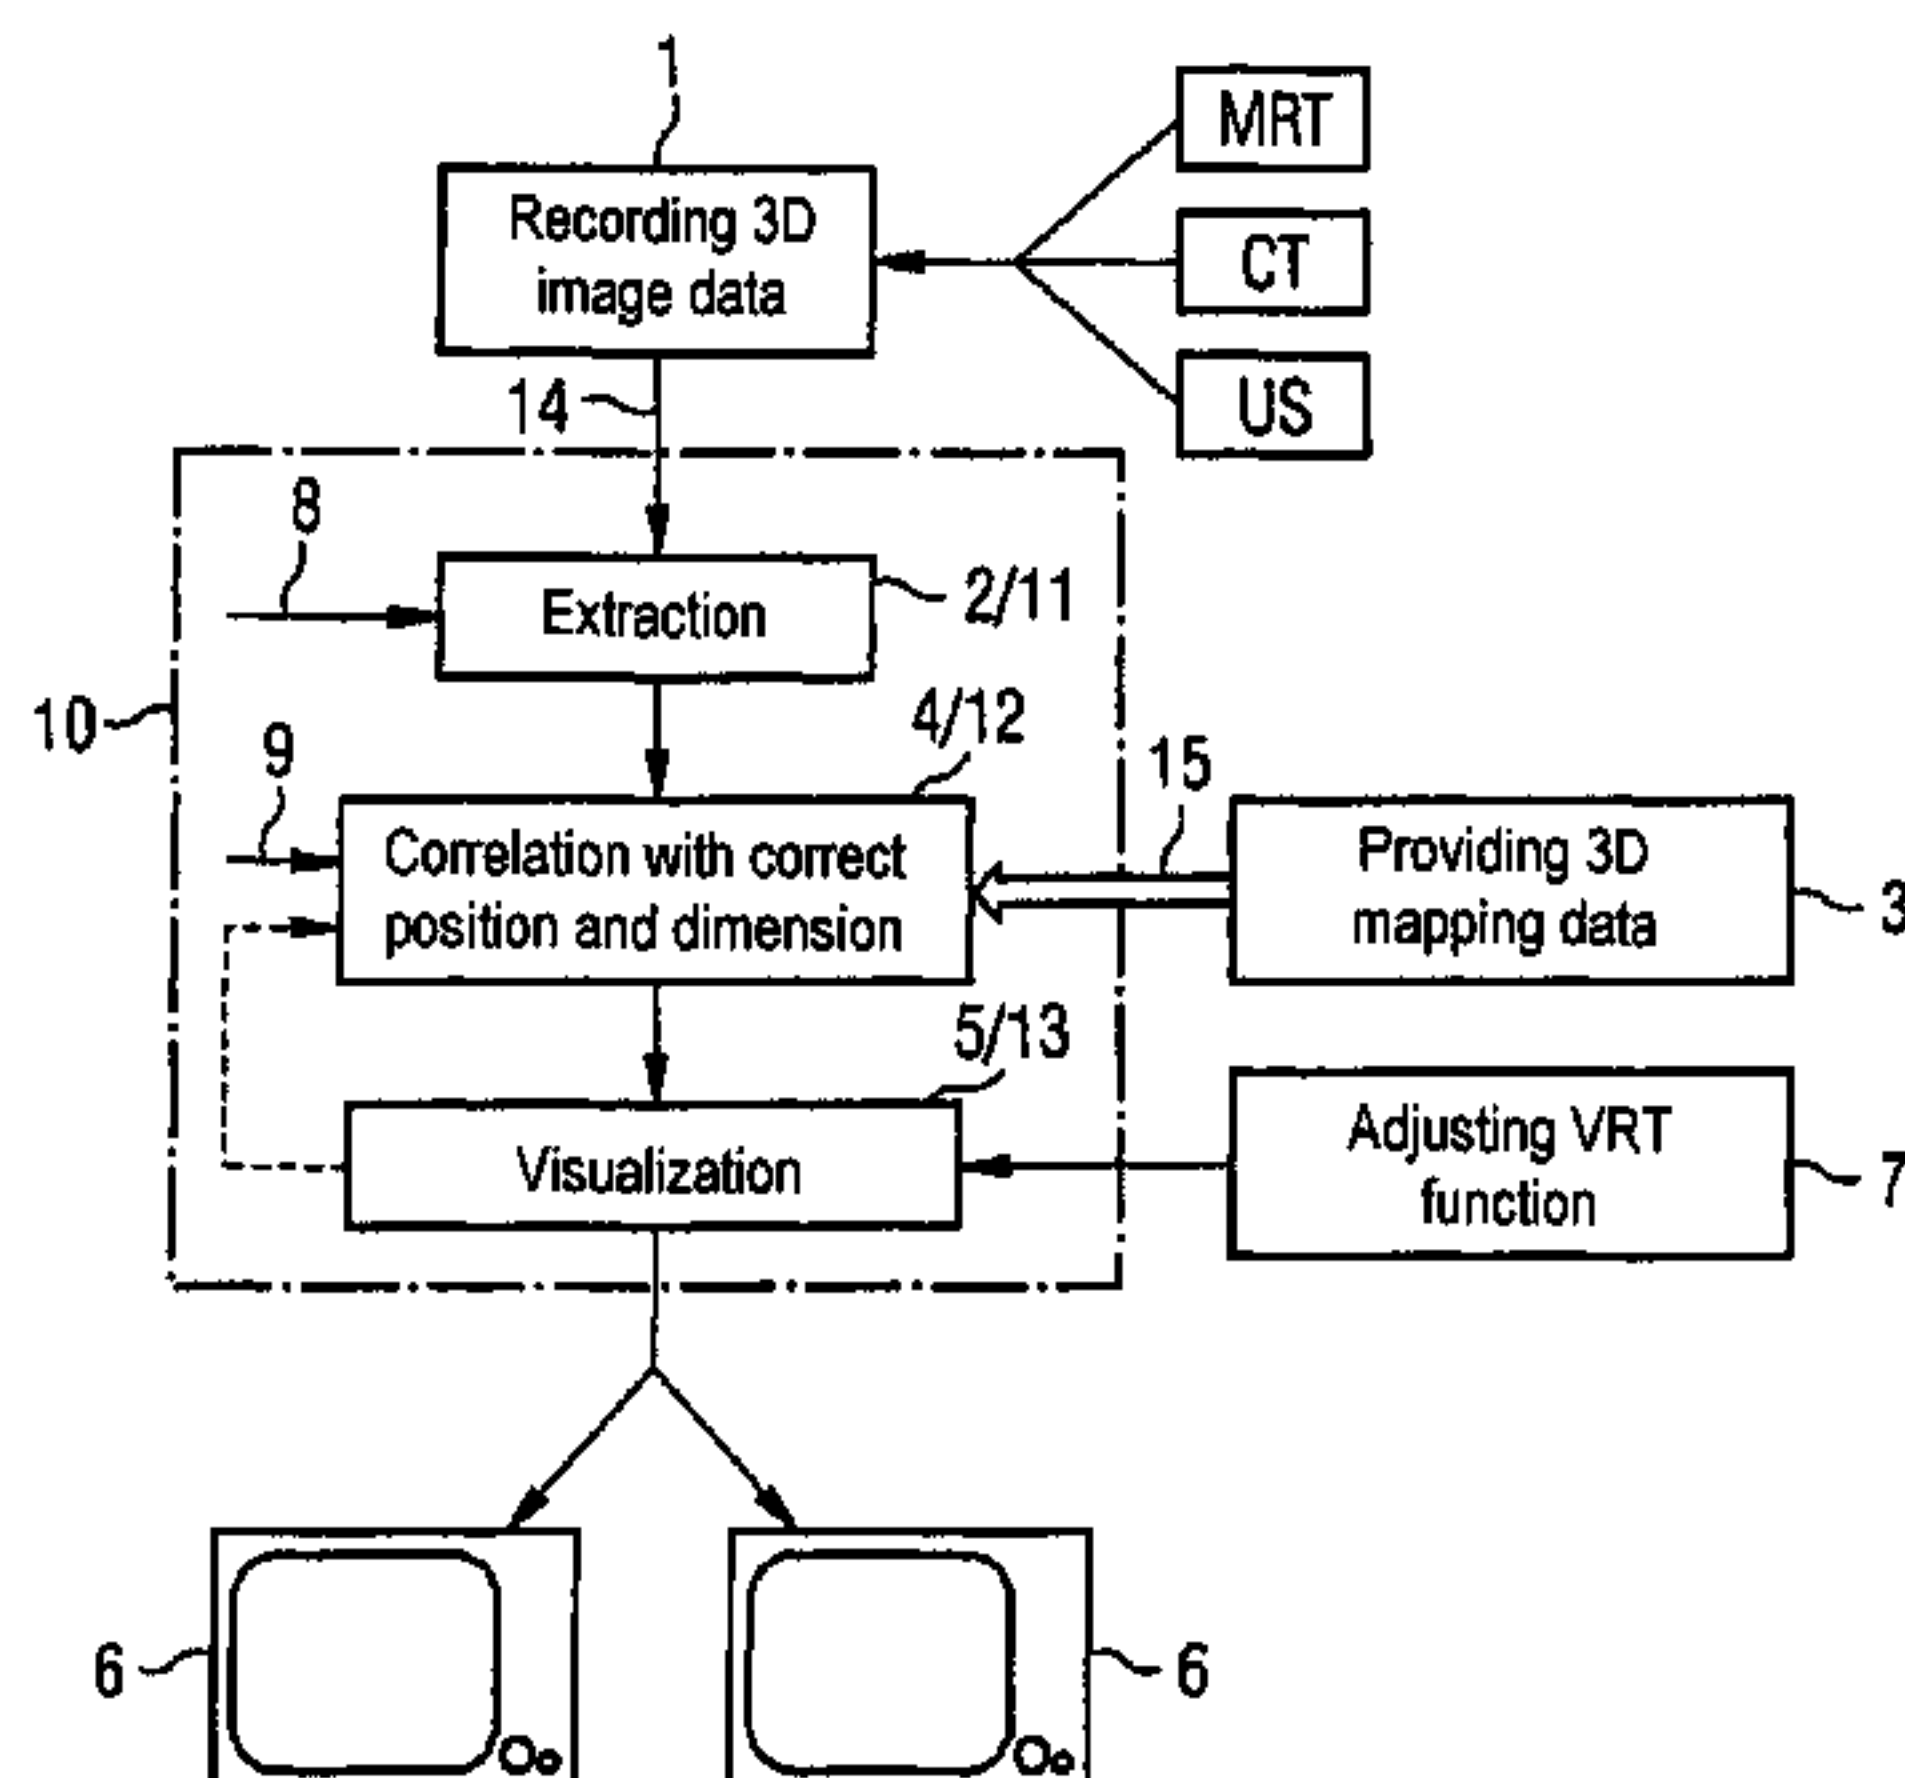 1
MRT
Recording 3D
image data
CT
US
14
8
Extraction
2/11
10
4/12
9
15
Correlation with correct
position and dimension
Providing 3D
mapping data
3
5/13
Visualization
Adjusting VRT
function
7
6
6